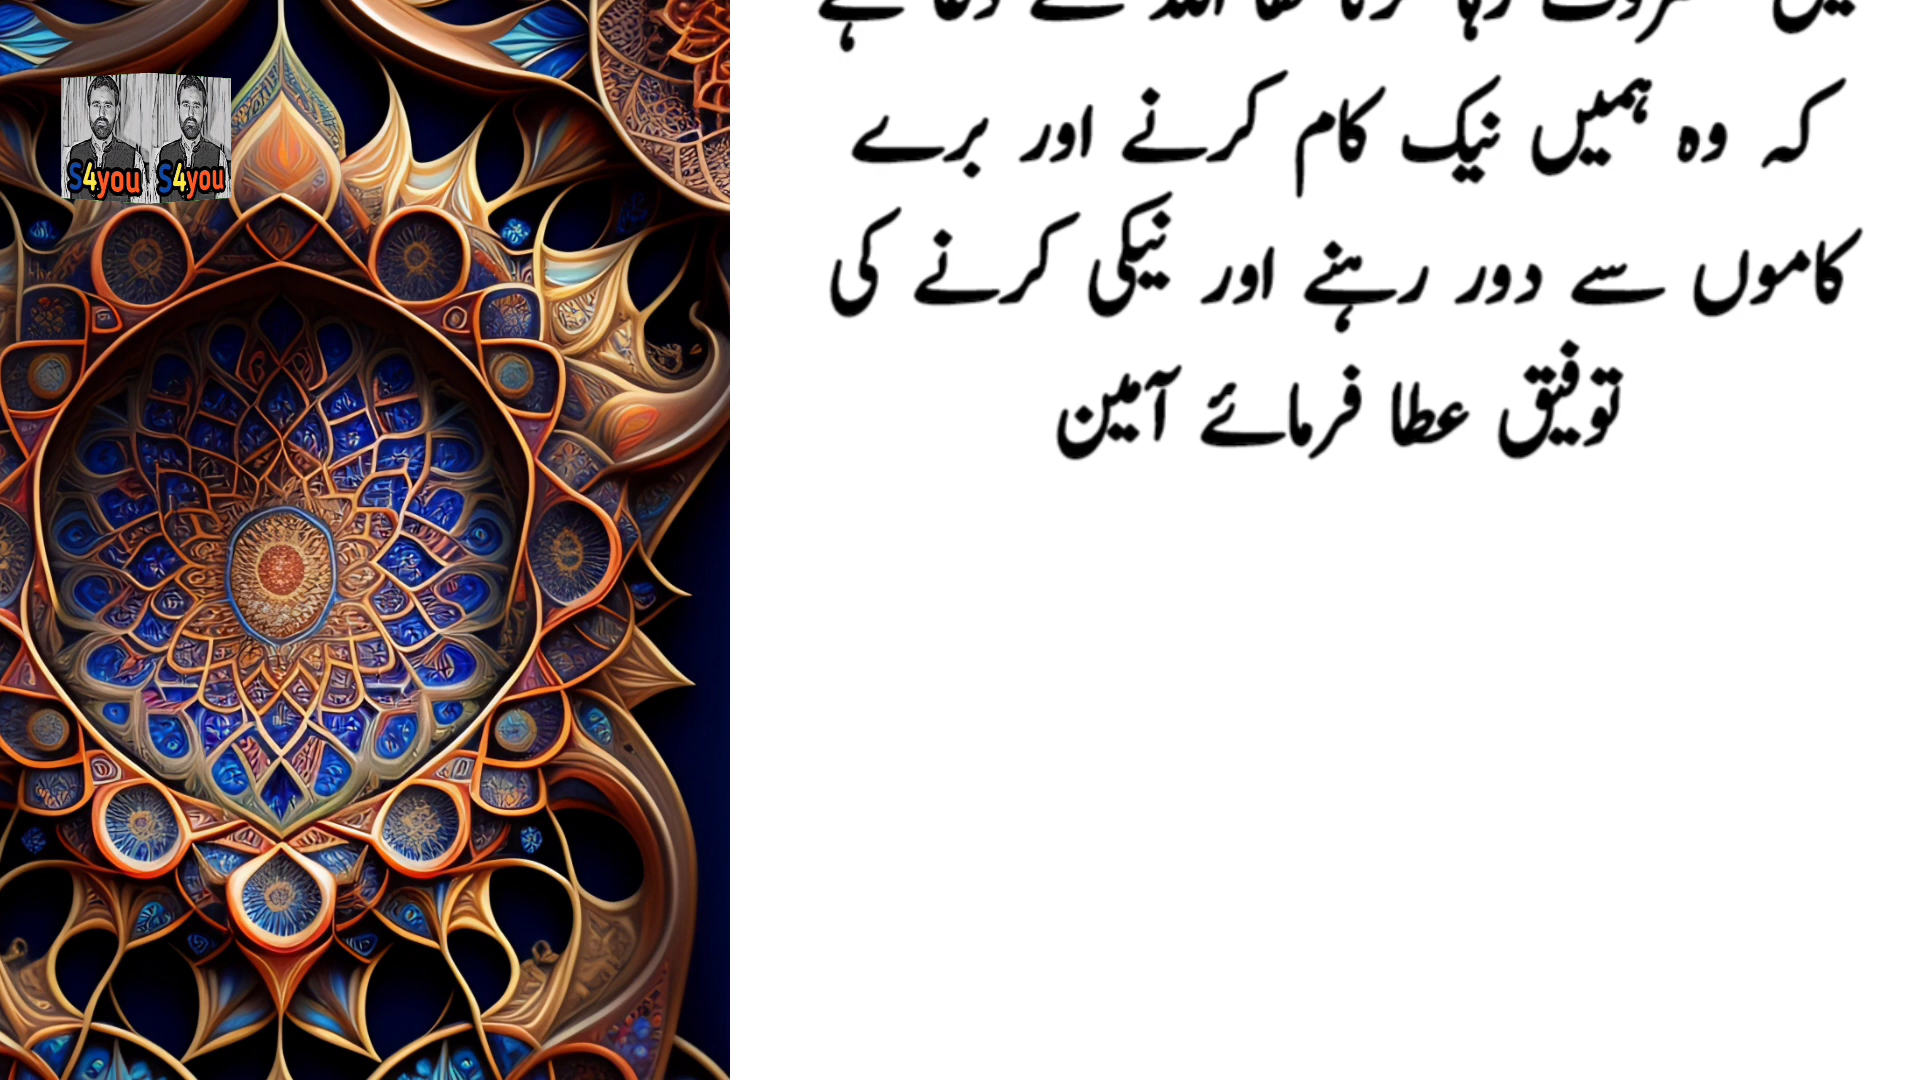 S4you S4you
کہ وہ ہمیں نیک کام کرنے اور برے
کاموں سے دور رہنے اور نیکی کرنے کی
توفیق عطا فرمائے آمین